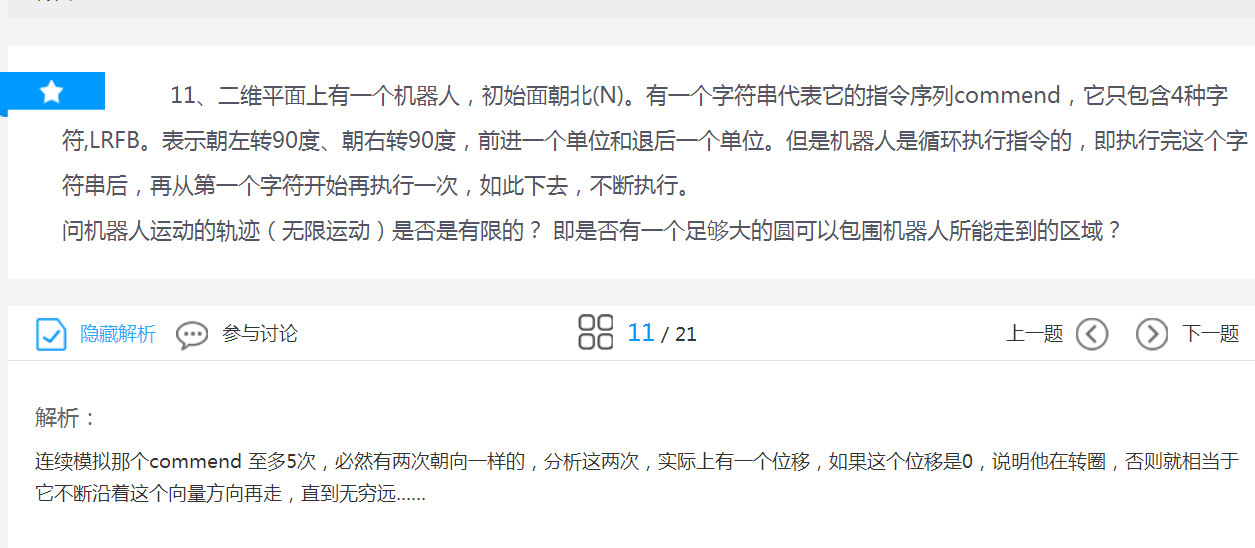 11、二维平面上有一个机器人，初始面朝北(N)。有一个字符串代表它的指令序列commend，它只包含4种字
符,LRFB。表示朝左转90度、朝右转90度，前进一个单位和退后一个单位。但是机器人是循环执行指令的，即执行完这个字
符串后，再从第一个字符开始再执行一次，如此下去，不断执行。
问机器人运动的轨迹（无限运动）是否是有限的？ 即是否有一个足够大的圆可以包围机器人所能走到的区域？
隐藏解析 参与讨论 11 / 21 上一题 下一题
解析：
连续模拟那个commend 至多5次，必然有两次朝向一样的，分析这两次，实际上有一个位移，如果这个位移是0，说明他在转圈，否则就相当于
它不断沿着这个向量方向再走，直到无穷远......